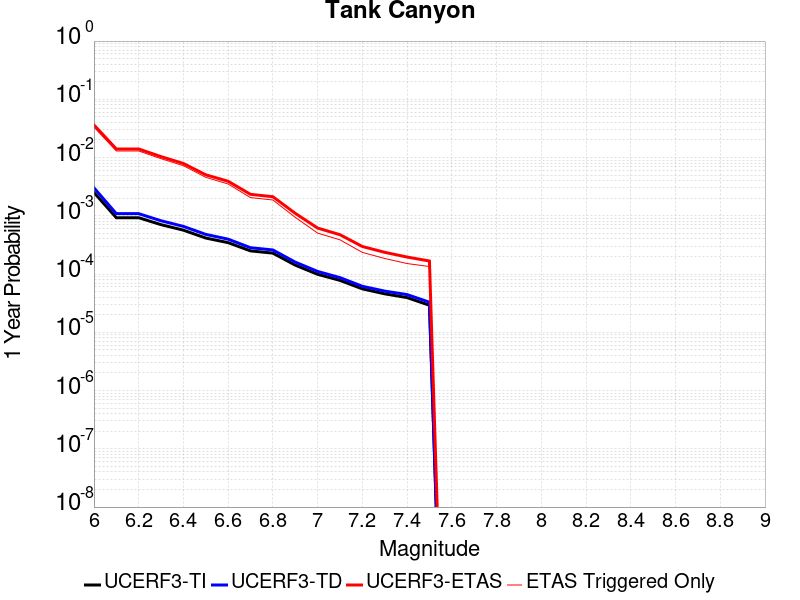 Tank Canyon
10^0
10^-1
10^-2
10^-3
10^-4
10^-5
10^-6
10^-7
10^-8
1 Year Probability
6 6.2 6.4 6.6 6.8 7 7.2 7.4 7.6 7.8 8 8.2 8.4 8.6 8.8 9
Magnitude
UCERF3-TI UCERF3-TD UCERF3-ETAS ETAS Triggered Only